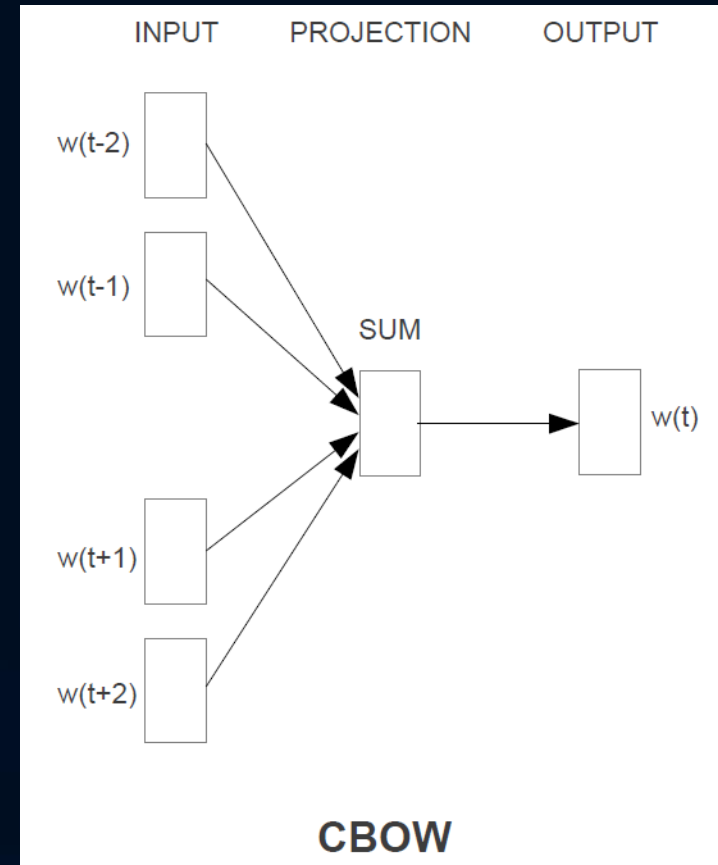 INPUT PROJECTION OUTPUT
w(t-2)
w(t-1)
SUM
w(t)
w(t+1)
w(t+2)
CBOW